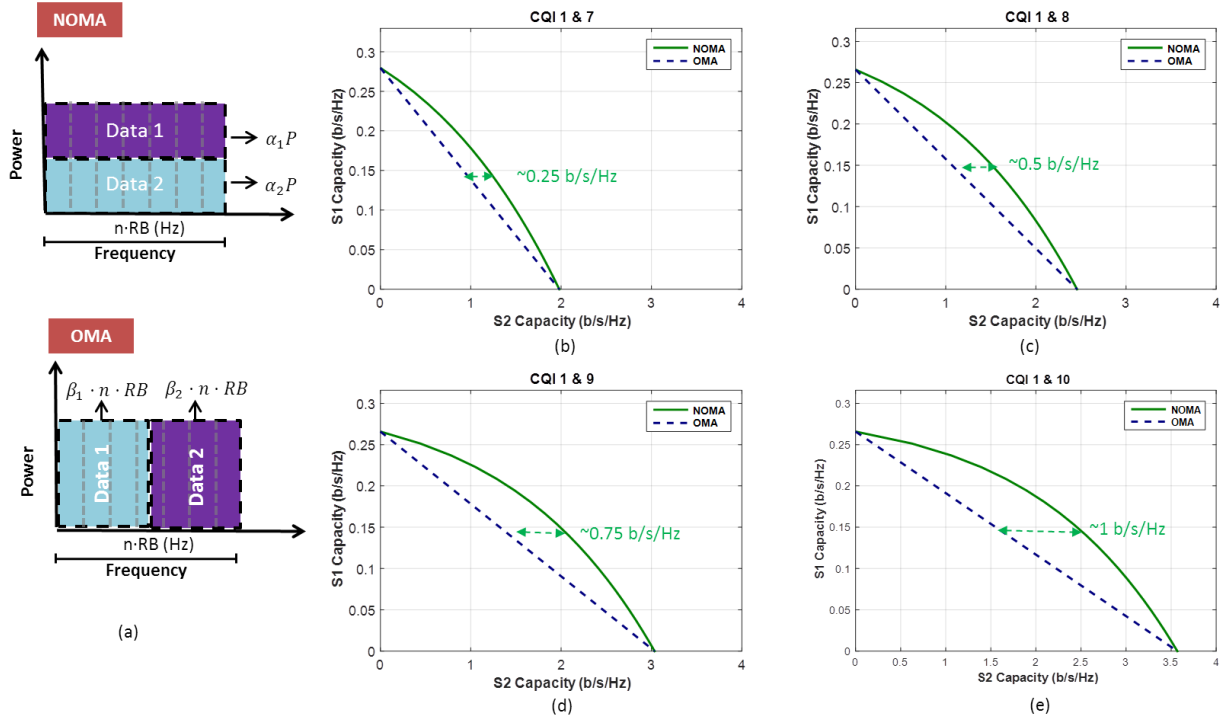 NOMA
Power
Data 1
Data 2
α₁P
α₂P
n·RB (Hz)
Frequency
OMA
β₁ · n · RB
β₂ · n · RB
Power
Data 1
Data 2
n·RB (Hz)
Frequency
(a)
CQI 1 & 7
NOMA
OMA
S1 Capacity (b/s/Hz)
0.3
0.25
0.2
0.15
0.1
0.05
0
~0.25 b/s/Hz
0 1 2 3 4
S2 Capacity (b/s/Hz)
(b)
CQI 1 & 8
NOMA
OMA
S1 Capacity (b/s/Hz)
0.3
0.25
0.2
0.15
0.1
0.05
0
~0.5 b/s/Hz
0 1 2 3 4
S2 Capacity (b/s/Hz)
(c)
CQI 1 & 9
NOMA
OMA
S1 Capacity (b/s/Hz)
0.3
0.25
0.2
0.15
0.1
0.05
0
~0.75 b/s/Hz
0 1 2 3 4
S2 Capacity (b/s/Hz)
(d)
CQI 1 & 10
NOMA
OMA
S1 Capacity (b/s/Hz)
0.3
0.25
0.2
0.15
0.1
0.05
0
~1 b/s/Hz
0 0.5 1 1.5 2 2.5 3 3.5 4
S2 Capacity (b/s/Hz)
(e)